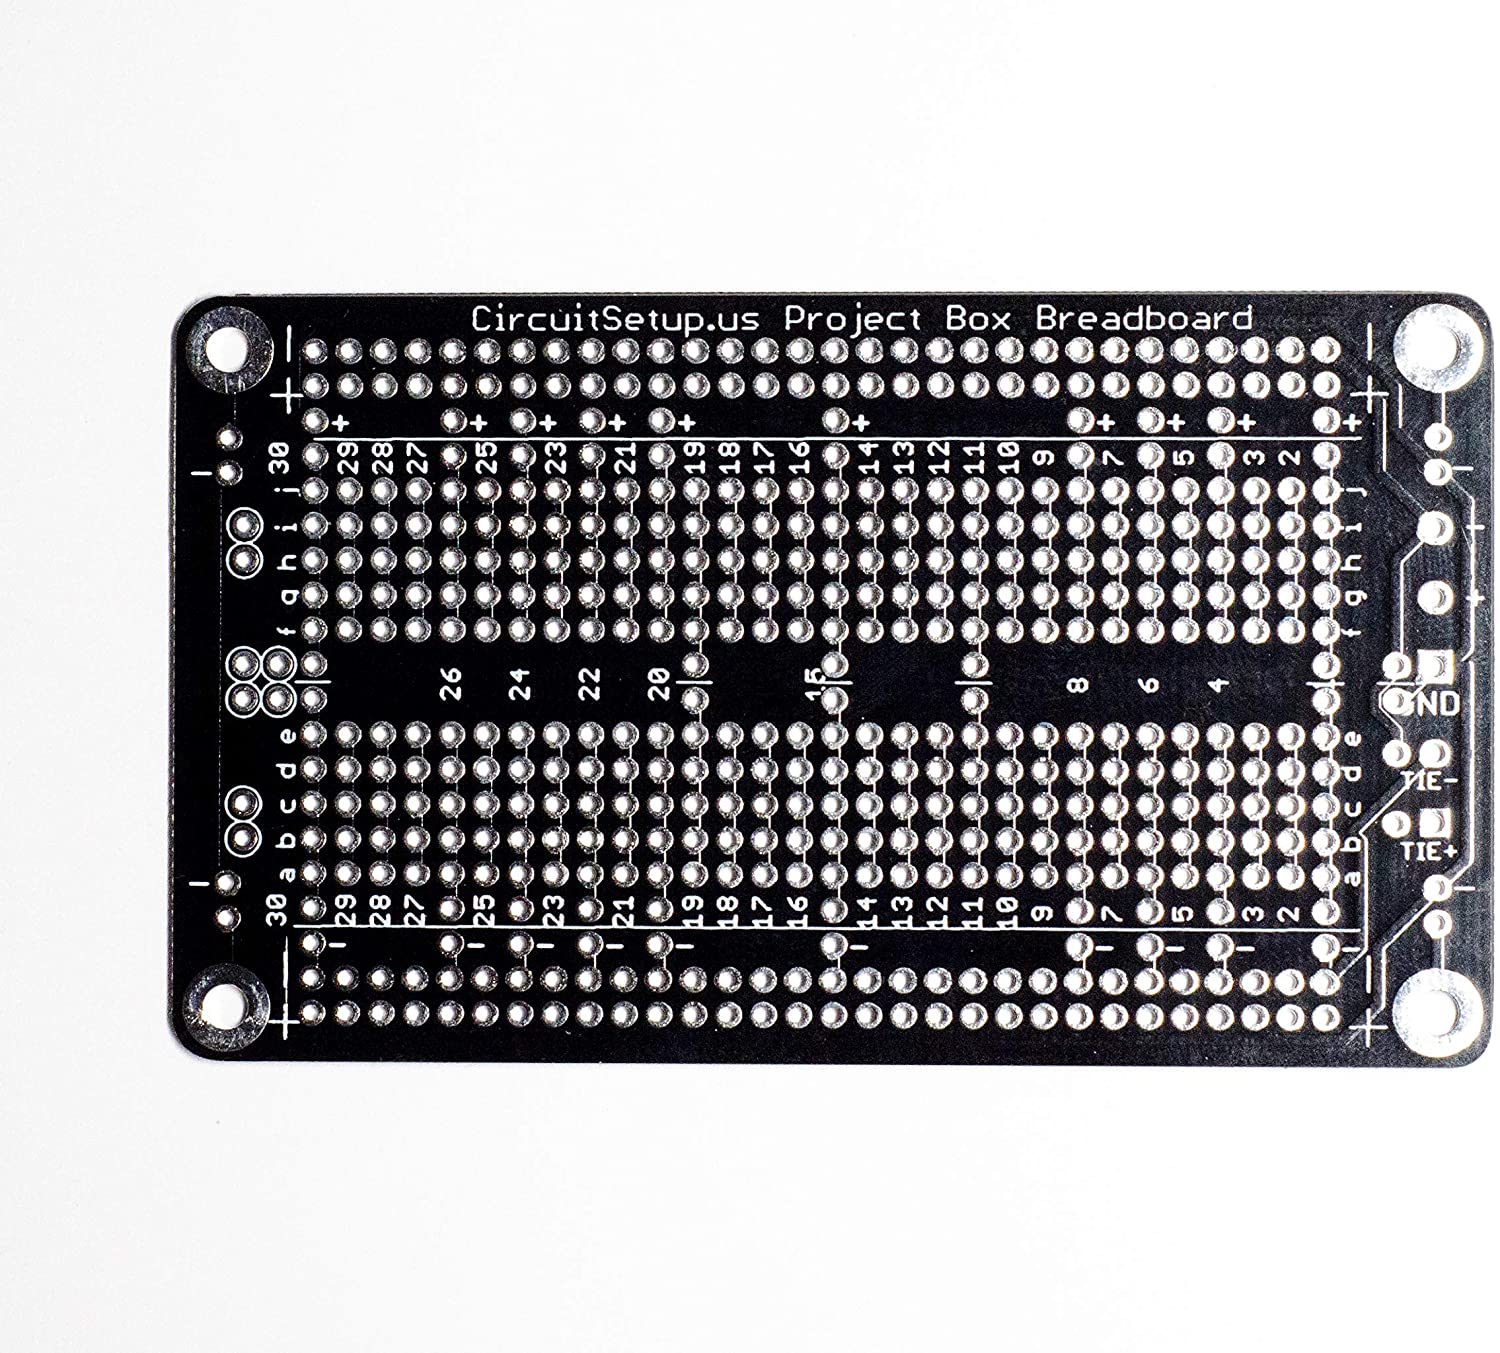 CircuitSetup.us Project Box Breadboard
− −
+ +
+ + + + + + + + + +
30 29 28 27 25 23 21 19 18 17 16 14 13 12 11 10 9 7 5 3 2
j j
i i
h h
g g
f f
26 24 22 20 15 8 6 4
GND
e e
d d
TIE-
c c
b b
TIE+
a a
30 29 28 27 25 23 21 19 18 17 16 14 13 12 11 10 9 7 5 3 2
- - - - - - - - - -
− −
+ +